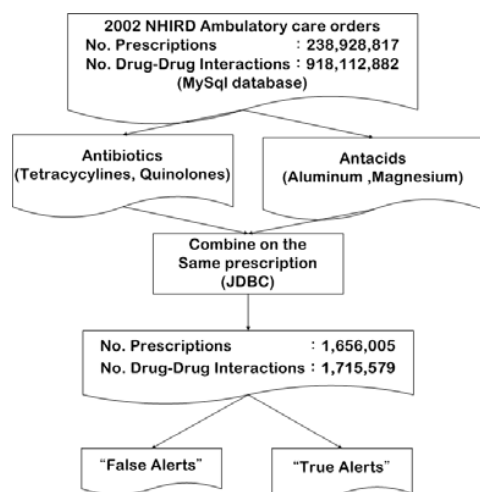 2002 NHIRD Ambulatory care orders
No. Prescriptions : 238,928,817
No. Drug-Drug Interactions : 918,112,882
(MySql database)
Antibiotics
(Tetracycylines, Quinolones)
Antacids
(Aluminum ,Magnesium)
Combine on the
Same prescription
(JDBC)
No. Prescriptions : 1,656,005
No. Drug-Drug Interactions : 1,715,579
“False Alerts”
“True Alerts”